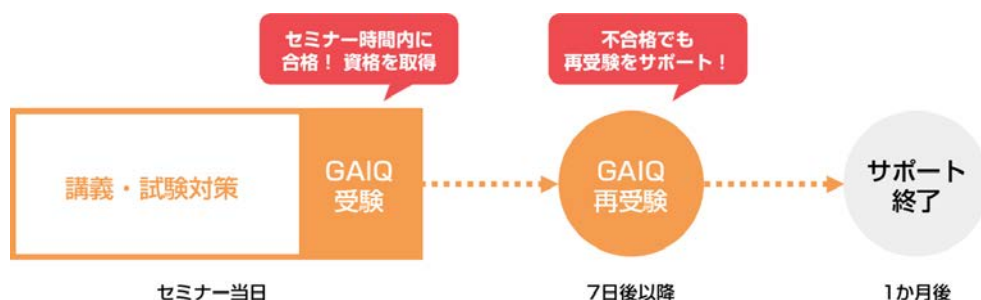 セミナー時間内に
合格！ 資格を取得
不合格でも
再受験をサポート！
講義・試験対策
GAIQ
受験
GAIQ
再受験
サポート
終了
セミナー当日
7日後以降
1か月後